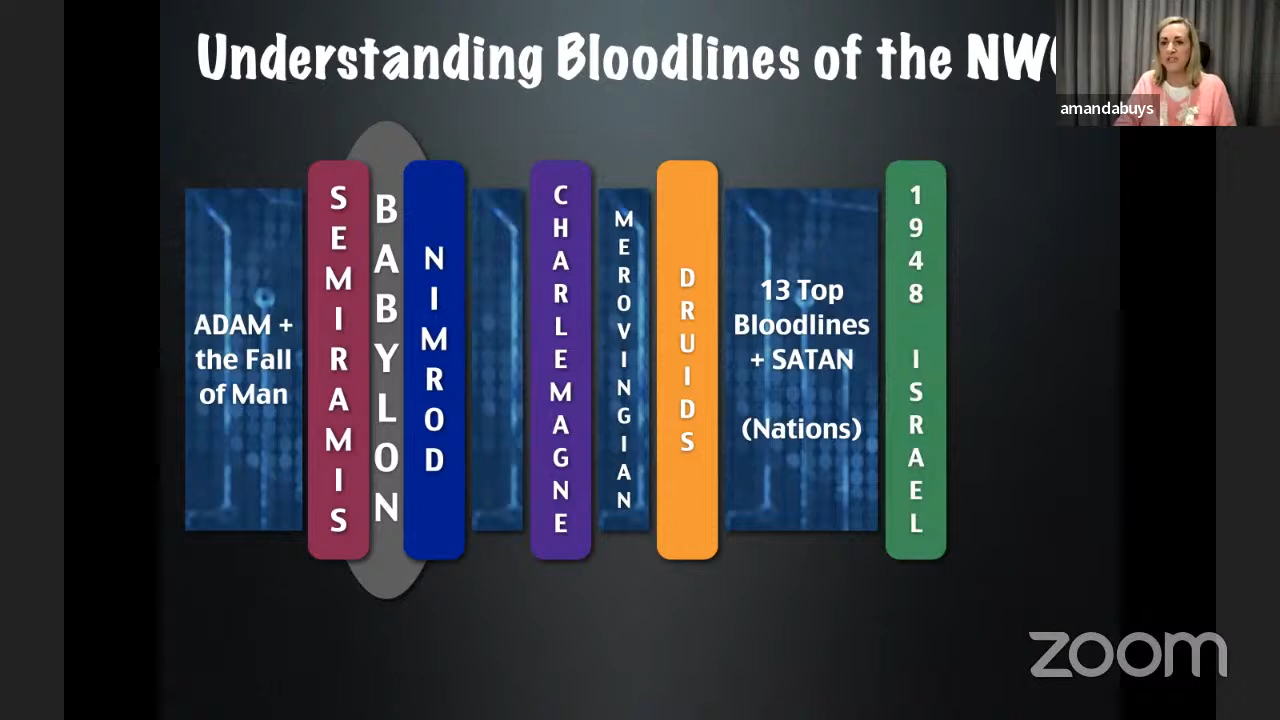 Understanding Bloodlines of the NW
amandabuys
ADAM +
the Fall
of Man
SEMIRAMIS
BABYLON
NIMROD
CHARLEMAGNE
MEROVINGIAN
DRUIDS
13 Top
Bloodlines
+ SATAN
(Nations)
1948 ISRAEL
zoom